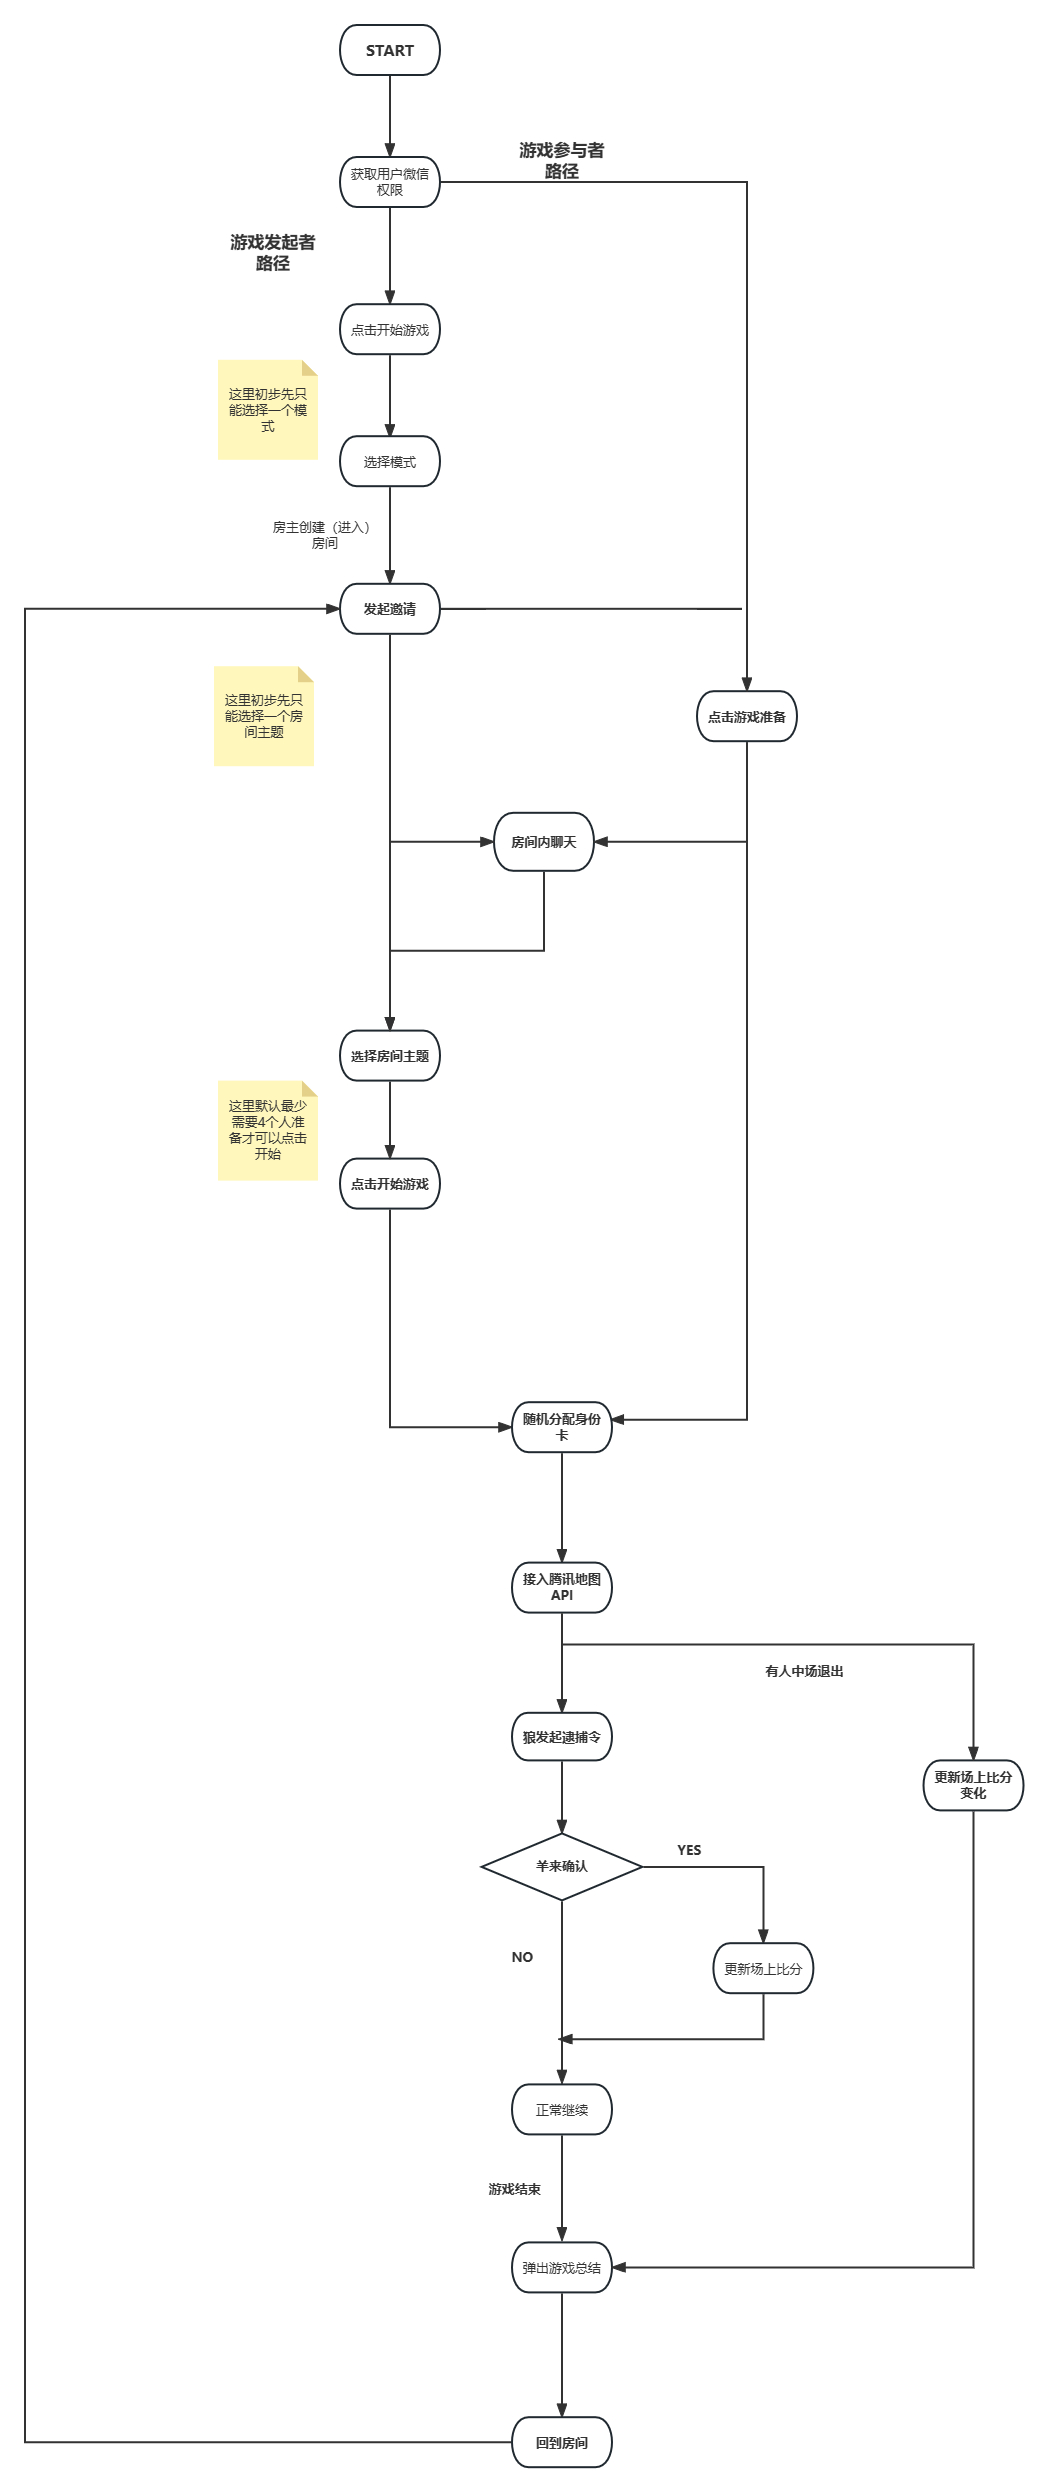 START
游戏参与者
路径
获取用户微信
权限
游戏发起者
路径
点击开始游戏
这里初步先只
能选择一个模
式
选择模式
房主创建（进入）
房间
发起邀请
这里初步先只
能选择一个房
间主题
点击游戏准备
房间内聊天
选择房间主题
这里默认最少
需要4个人准
备才可以点击
开始
点击开始游戏
随机分配身份
卡
接入腾讯地图
API
有人中场退出
狼发起逮捕令
更新场上比分
变化
YES
羊来确认
NO
更新场上比分
正常继续
游戏结束
弹出游戏总结
回到房间